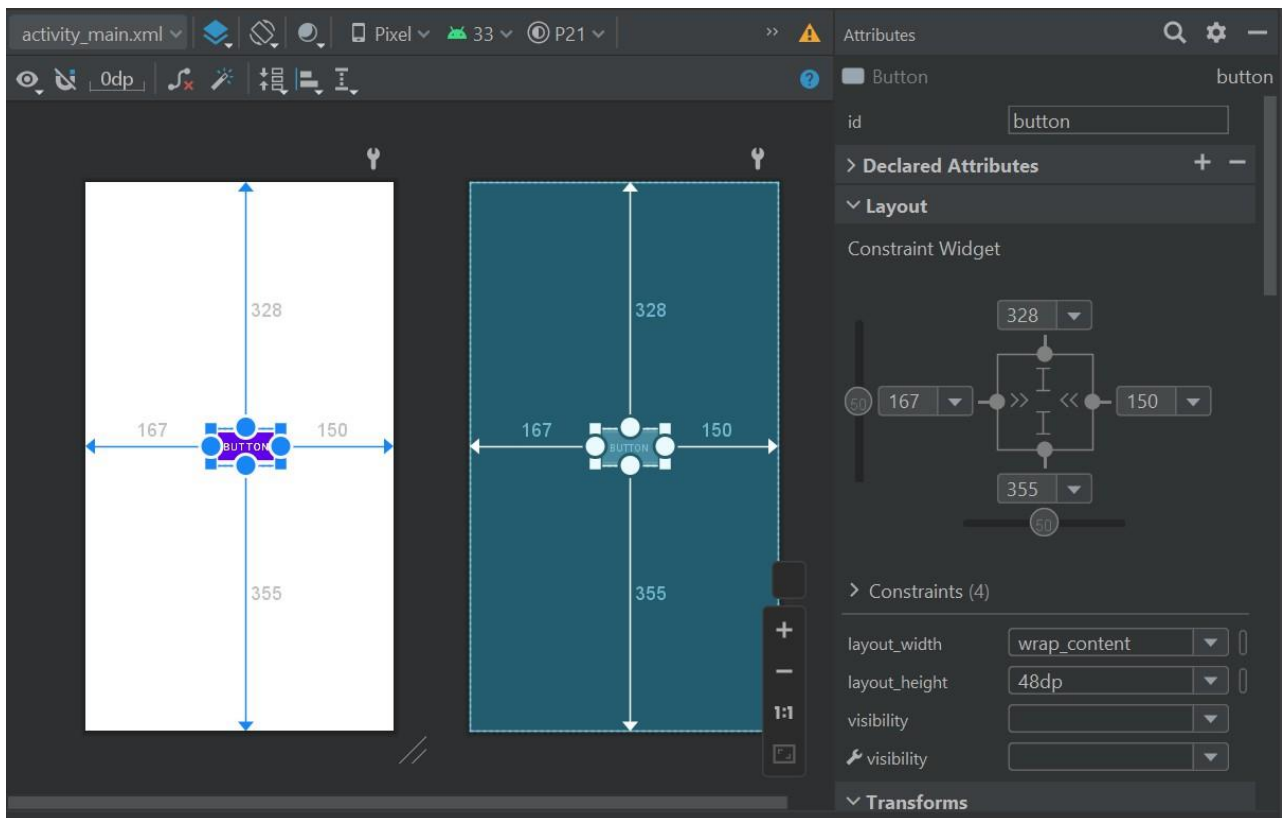 activity_main.xml Pixel 33 P21 Attributes
0dp Button button
id button
Declared Attributes
Layout
Constraint Widget
328 328 328
167 150 167 150 50 167 150
BUTTON BUTTON
355
50
355 355 Constraints (4)
layout_width wrap_content
layout_height 48dp
1:1 visibility
visibility
Transforms